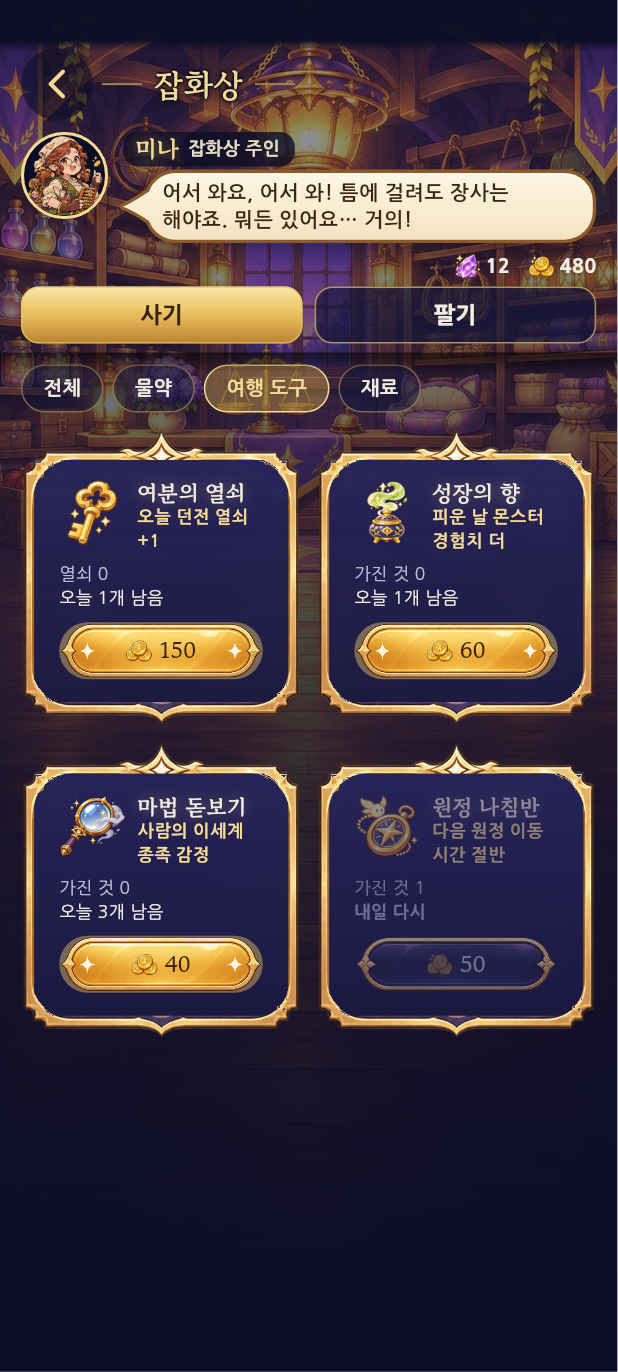 잡화상
미나 잡화상 주인
어서 와요, 어서 와! 틈에 걸려도 장사는
해야죠. 뭐든 있어요… 거의!
12 480
사기 팔기
전체 물약 여행 도구 재료
여분의 열쇠
오늘 던전 열쇠
+1
열쇠 0
오늘 1개 남음
150
성장의 향
피운 날 몬스터
경험치 더
가진 것 0
오늘 1개 남음
60
마법 돋보기
사람의 이세계
종족 감정
가진 것 0
오늘 3개 남음
40
원정 나침반
다음 원정 이동
시간 절반
가진 것 1
내일 다시
50